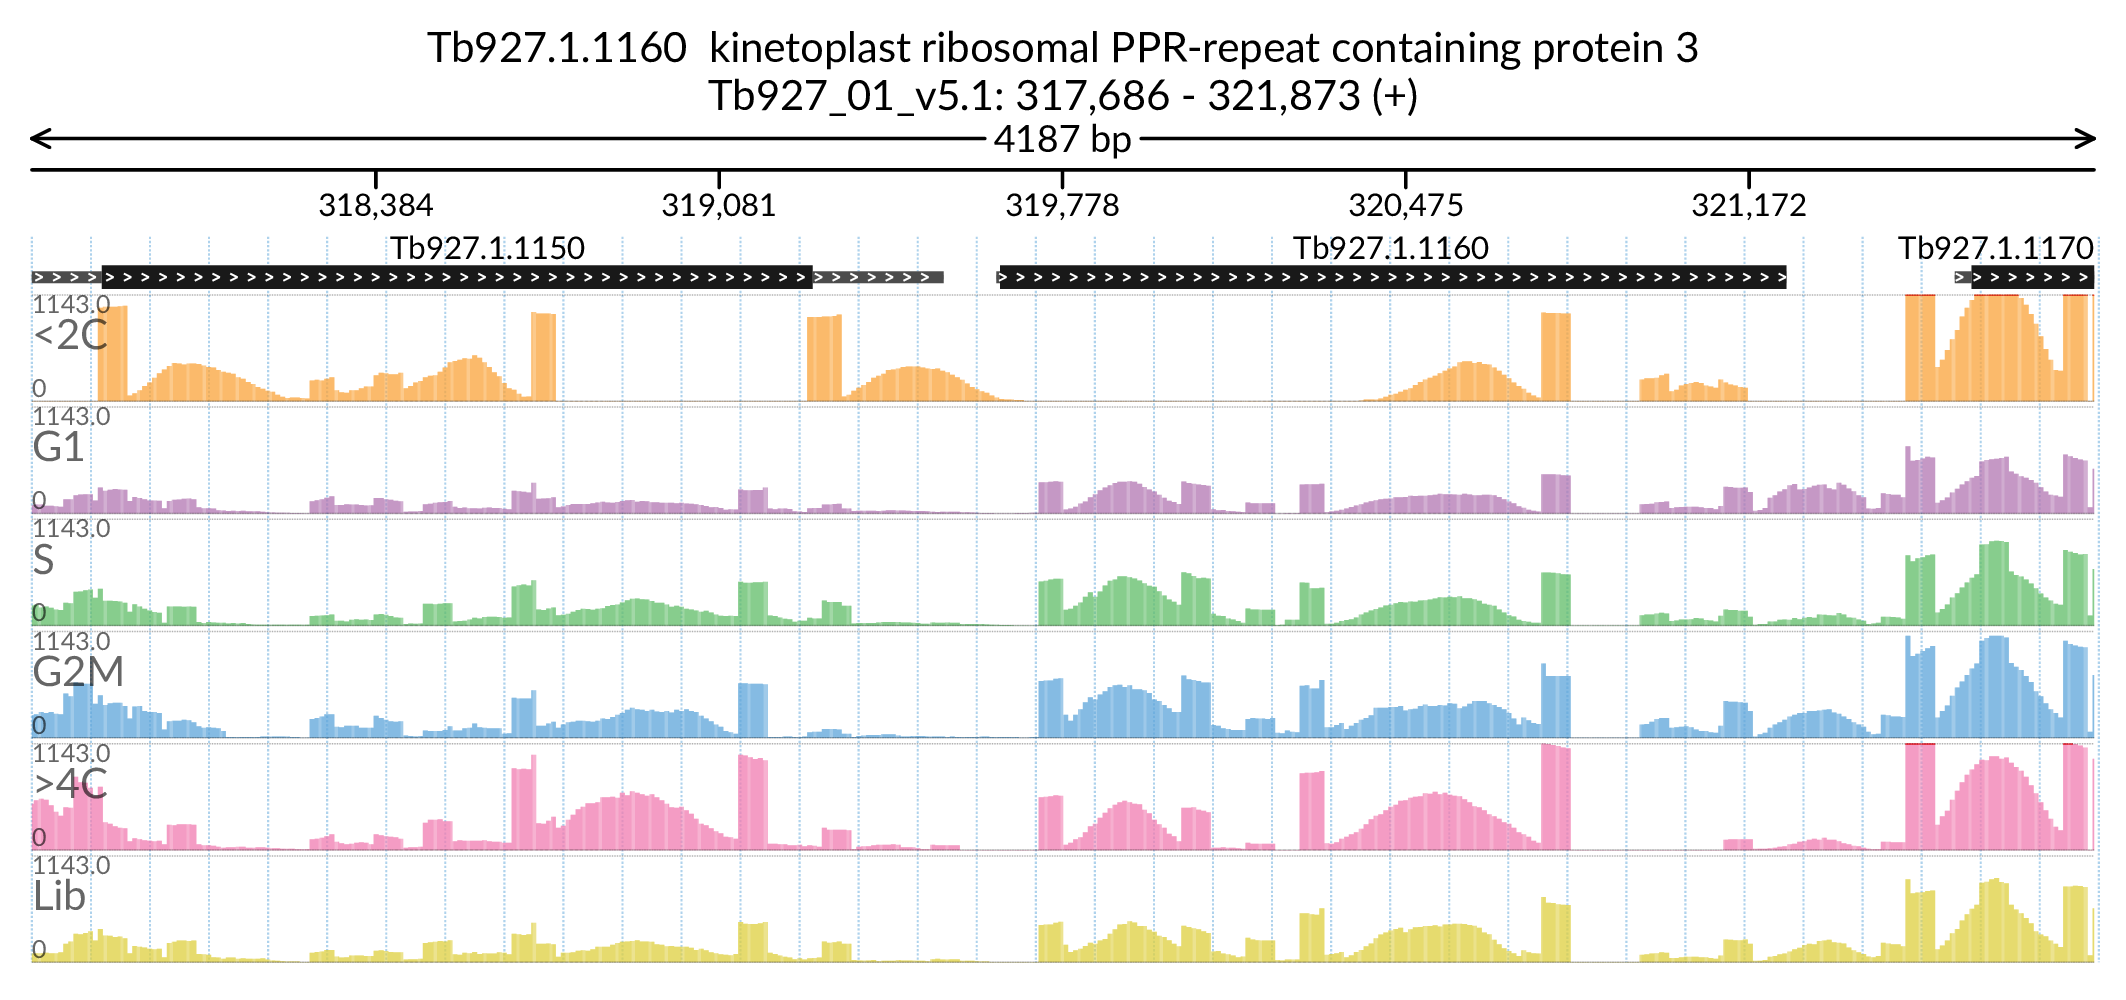 Tb927.1.1160  kinetoplast ribosomal PPR-repeat containing protein 3
Tb927_01_v5.1: 317,686 - 321,873 (+)
4187 bp
318,384 319,081 319,778 320,475 321,172
Tb927.1.1150 Tb927.1.1160 Tb927.1.1170
1143.0
<2C
0
1143.0
G1
0
1143.0
S
0
1143.0
G2M
0
1143.0
>4C
0
1143.0
Lib
0